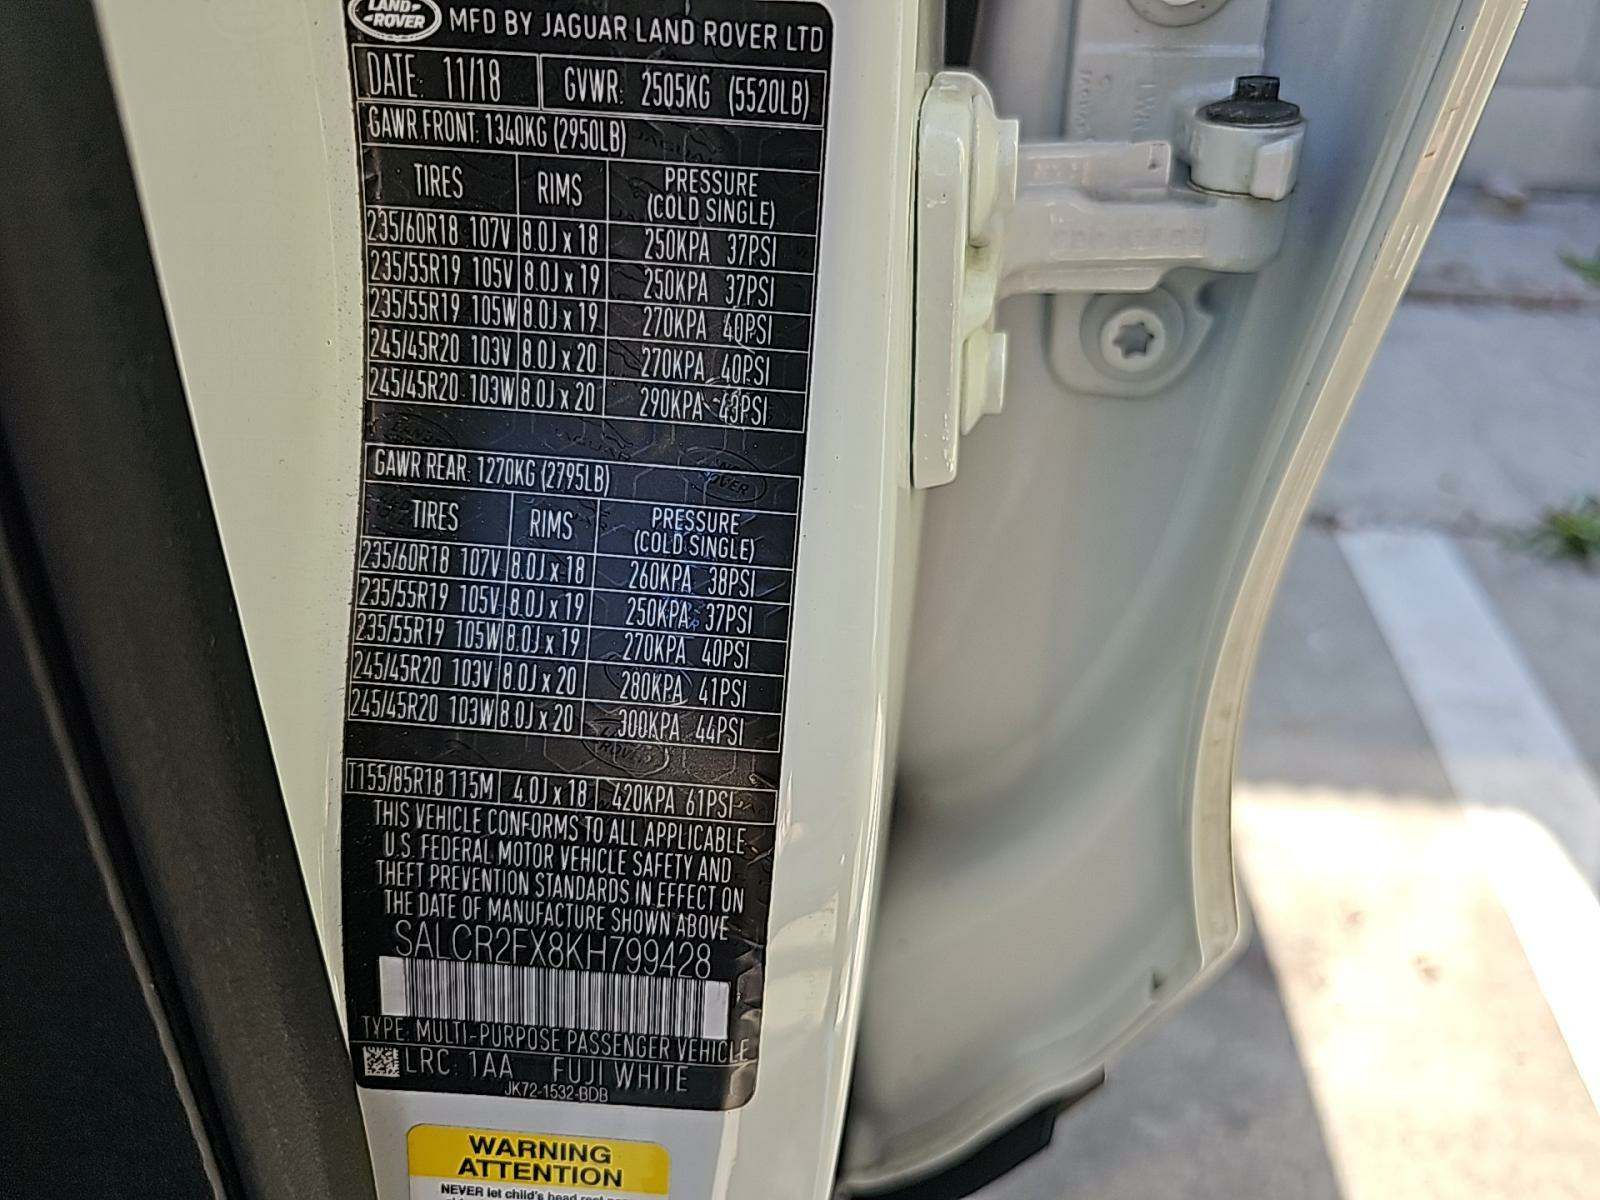 LAND ROVER MFD BY JAGUAR LAND ROVER LTD
DATE: 11/18 GVWR: 2505KG (5520LB)
GAWR FRONT: 1340KG (2950LB)
TIRES RIMS PRESSURE (COLD SINGLE)
235/60R18 107V 8.0J x 18 250KPA 37PSI
235/55R19 105V 8.0J x 19 250KPA 37PSI
235/55R19 105W 8.0J x 19 270KPA 40PSI
245/45R20 103V 8.0J x 20 270KPA 40PSI
245/45R20 103W 8.0J x 20 290KPA 43PSI
GAWR REAR: 1270KG (2795LB)
TIRES RIMS PRESSURE (COLD SINGLE)
235/60R18 107V 8.0J x 18 260KPA 38PSI
235/55R19 105V 8.0J x 19 250KPA 37PSI
235/55R19 105W 8.0J x 19 270KPA 40PSI
245/45R20 103V 8.0J x 20 280KPA 41PSI
245/45R20 103W 8.0J x 20 300KPA 44PSI
T155/85R18 115M 4.0J x 18 420KPA 61PSI
THIS VEHICLE CONFORMS TO ALL APPLICABLE
U.S. FEDERAL MOTOR VEHICLE SAFETY AND
THEFT PREVENTION STANDARDS IN EFFECT ON
THE DATE OF MANUFACTURE SHOWN ABOVE
SALCR2FX8KH799428
TYPE: MULTI-PURPOSE PASSENGER VEHICLE
LRC: 1AA FUJI WHITE
JK72-1532-BDB
WARNING
ATTENTION
NEVER let child's head rest